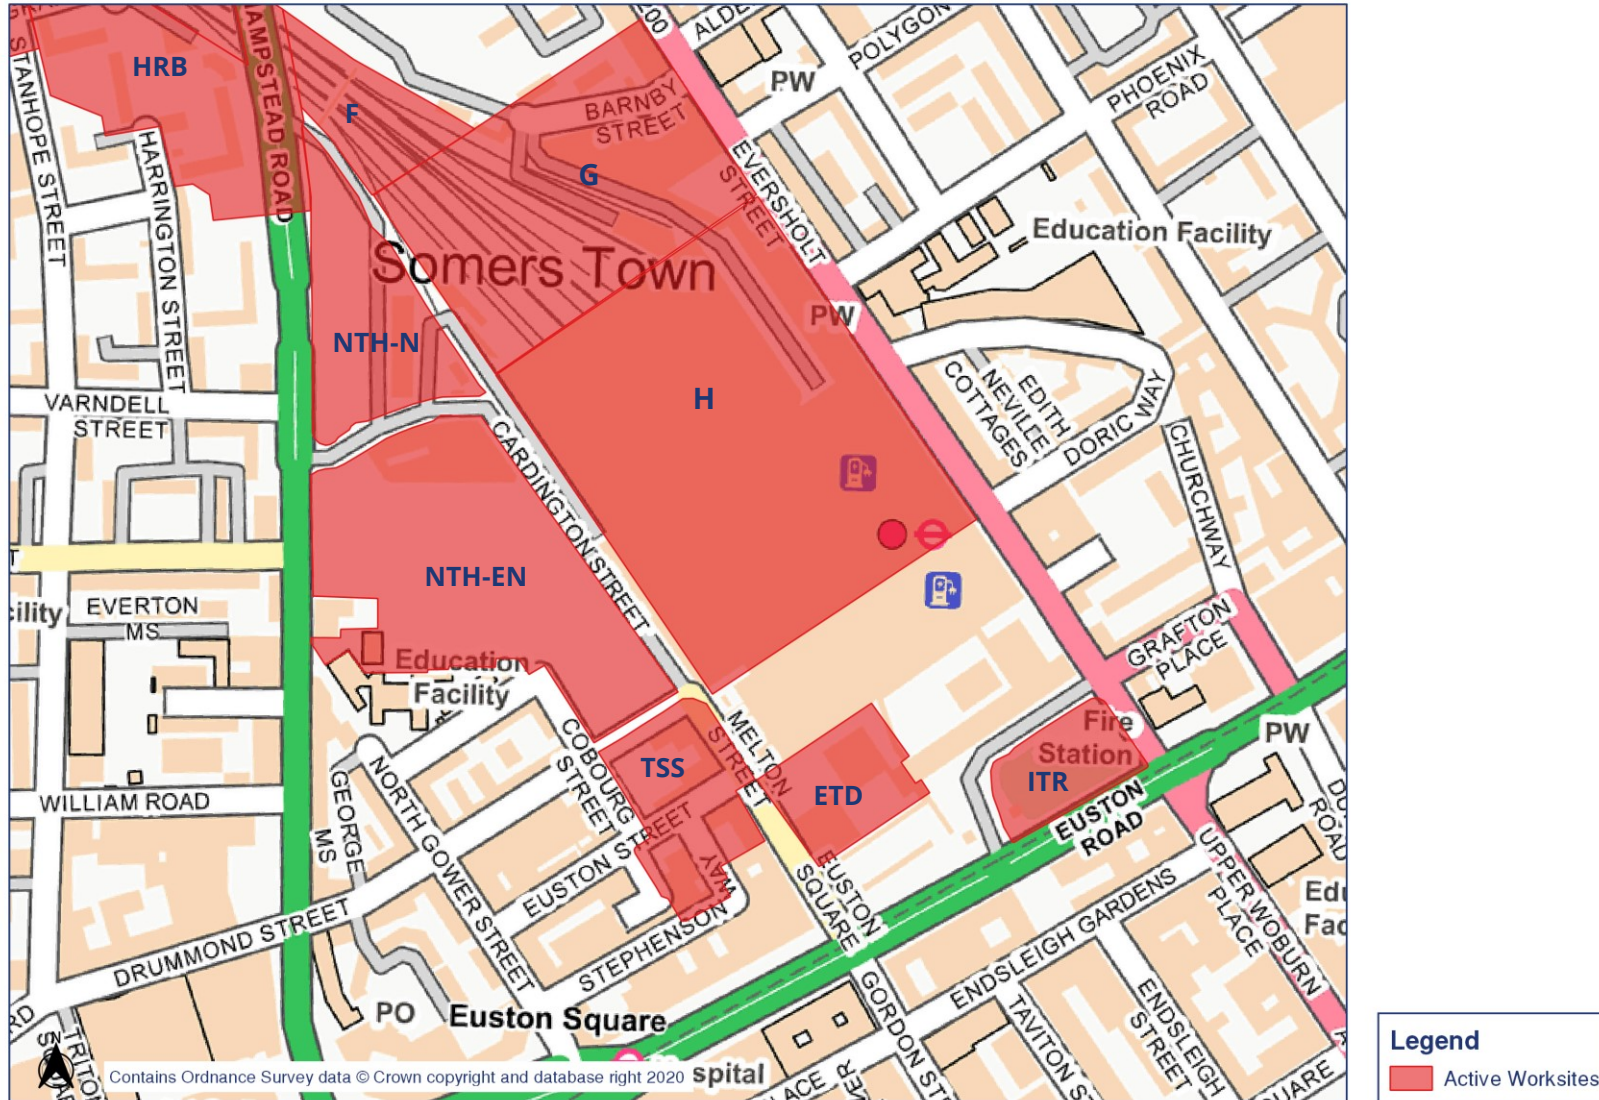 HRB
HAMPSTEAD ROAD
F
200
PW
POLYGON
PHOENIX
ROAD
STANHOPE STREET
HARRINGTON STREET
BARNBY
STREET
G
EVERSHOLT
STREET
Education Facility
Somers Town
PW
NTH-N
H
VARNDELL
STREET
COTTAGES
EDITH
NEVILLE
DORIC WAY
CHURCHWAY
CARDINGTON STREET
NTH-EN
EVERTON
MS
Education
Facility
GRAFTON
PLACE
MELTON
STREET
COBOURG
STREET
TSS
ETD
Fire
Station
ITR
PW
EUSTON
ROAD
WILLIAM ROAD
GEORGE
MS
NORTH GOWER STREET
EUSTON STREET
WAY
STEPHENSON
EUSTON
SQUARE
UPPER WOBURN
PLACE
DRUMMOND STREET
ENDSLEIGH GARDENS
PO
Euston Square
GORDON
TAVITON
ENDSLEIGH
STREET
Contains Ordnance Survey data © Crown copyright and database right 2020
Legend
Active Worksites